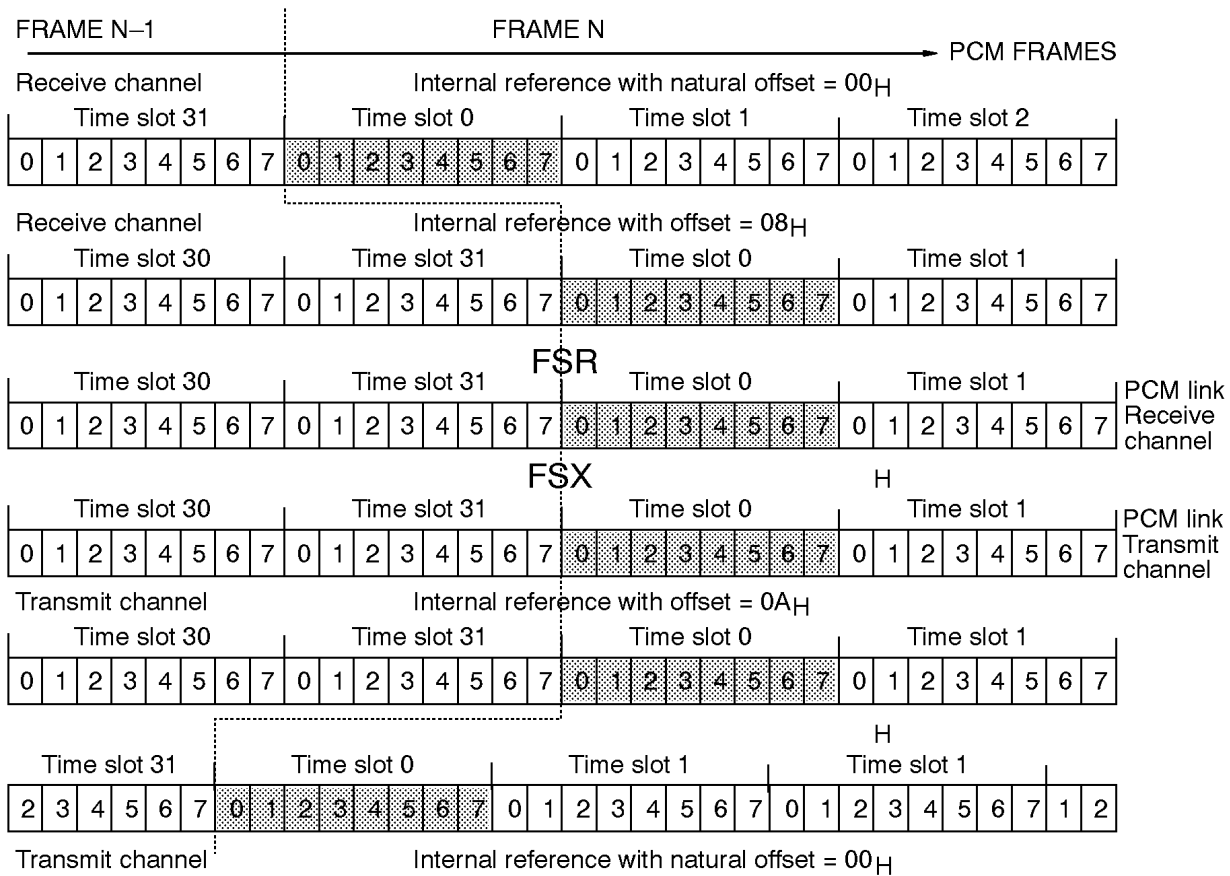 FRAME N–1 FRAME N
PCM FRAMES
Receive channel Internal reference with natural offset = 00H
Time slot 31 Time slot 0 Time slot 1 Time slot 2
0 1 2 3 4 5 6 7 0 1 2 3 4 5 6 7 0 1 2 3 4 5 6 7 0 1 2 3 4 5 6 7
Receive channel Internal reference with offset = 08H
Time slot 30 Time slot 31 Time slot 0 Time slot 1
0 1 2 3 4 5 6 7 0 1 2 3 4 5 6 7 0 1 2 3 4 5 6 7 0 1 2 3 4 5 6 7
FSR
Time slot 30 Time slot 31 Time slot 0 Time slot 1
0 1 2 3 4 5 6 7 0 1 2 3 4 5 6 7 0 1 2 3 4 5 6 7 0 1 2 3 4 5 6 7
PCM link
Receive
channel
FSX H
Time slot 30 Time slot 31 Time slot 0 Time slot 1
0 1 2 3 4 5 6 7 0 1 2 3 4 5 6 7 0 1 2 3 4 5 6 7 0 1 2 3 4 5 6 7
PCM link
Transmit
channel
Transmit channel Internal reference with offset = 0AH
Time slot 30 Time slot 31 Time slot 0 Time slot 1
0 1 2 3 4 5 6 7 0 1 2 3 4 5 6 7 0 1 2 3 4 5 6 7 0 1 2 3 4 5 6 7
H
Time slot 31 Time slot 0 Time slot 1 Time slot 1
2 3 4 5 6 7 0 1 2 3 4 5 6 7 0 1 2 3 4 5 6 7 0 1 2 3 4 5 6 7 1 2
Transmit channel Internal reference with natural offset = 00H